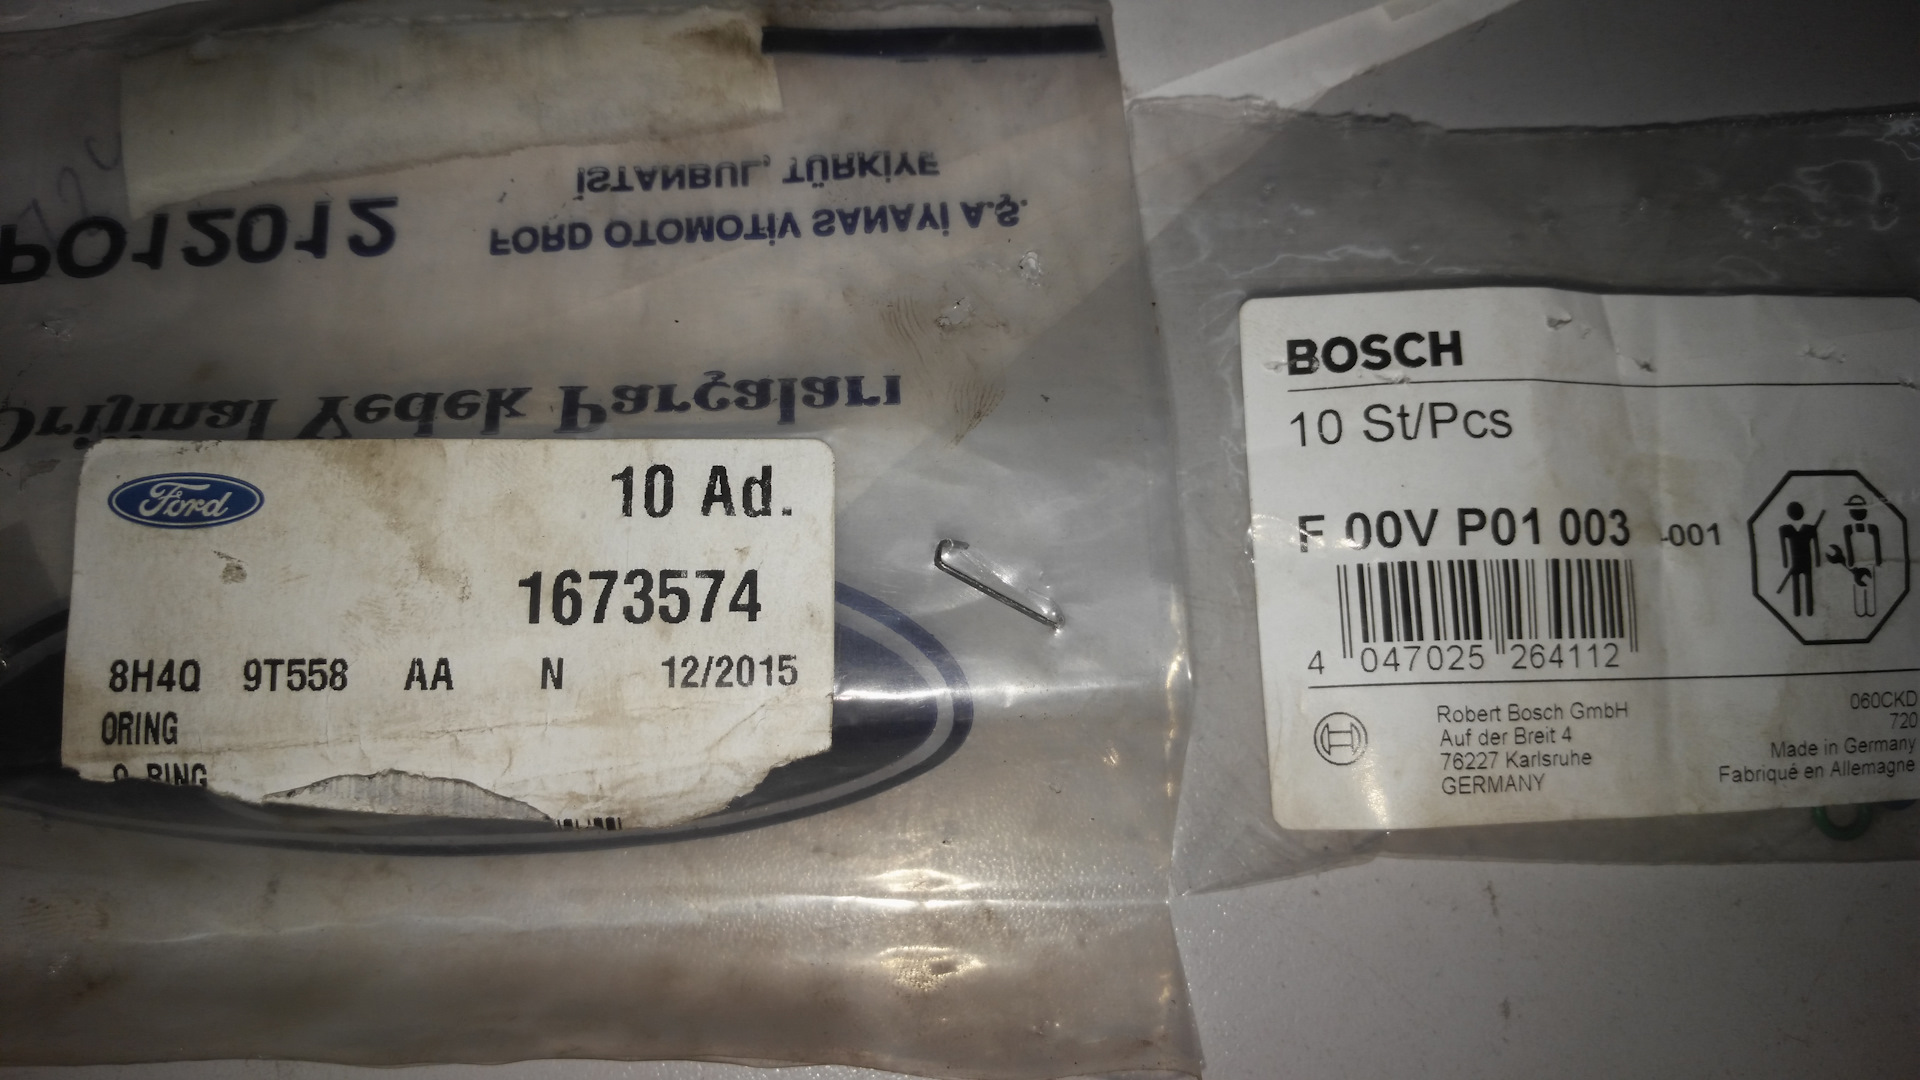 İSTANBUL, TÜRKİYE
FORD OTOMOTİV SANAYİ A.Ş.
PO12012
Orijinal Yedek Parçaları
Ford
10 Ad.
1673574
8H4Q 9T558 AA N 12/2015
ORING
O RING
BOSCH
10 St/Pcs
F 00V P01 003 -001
4 047025 264112
Robert Bosch GmbH
Auf der Breit 4
76227 Karlsruhe
GERMANY
060CKD
720
Made in Germany
Fabriqué en Allemagne